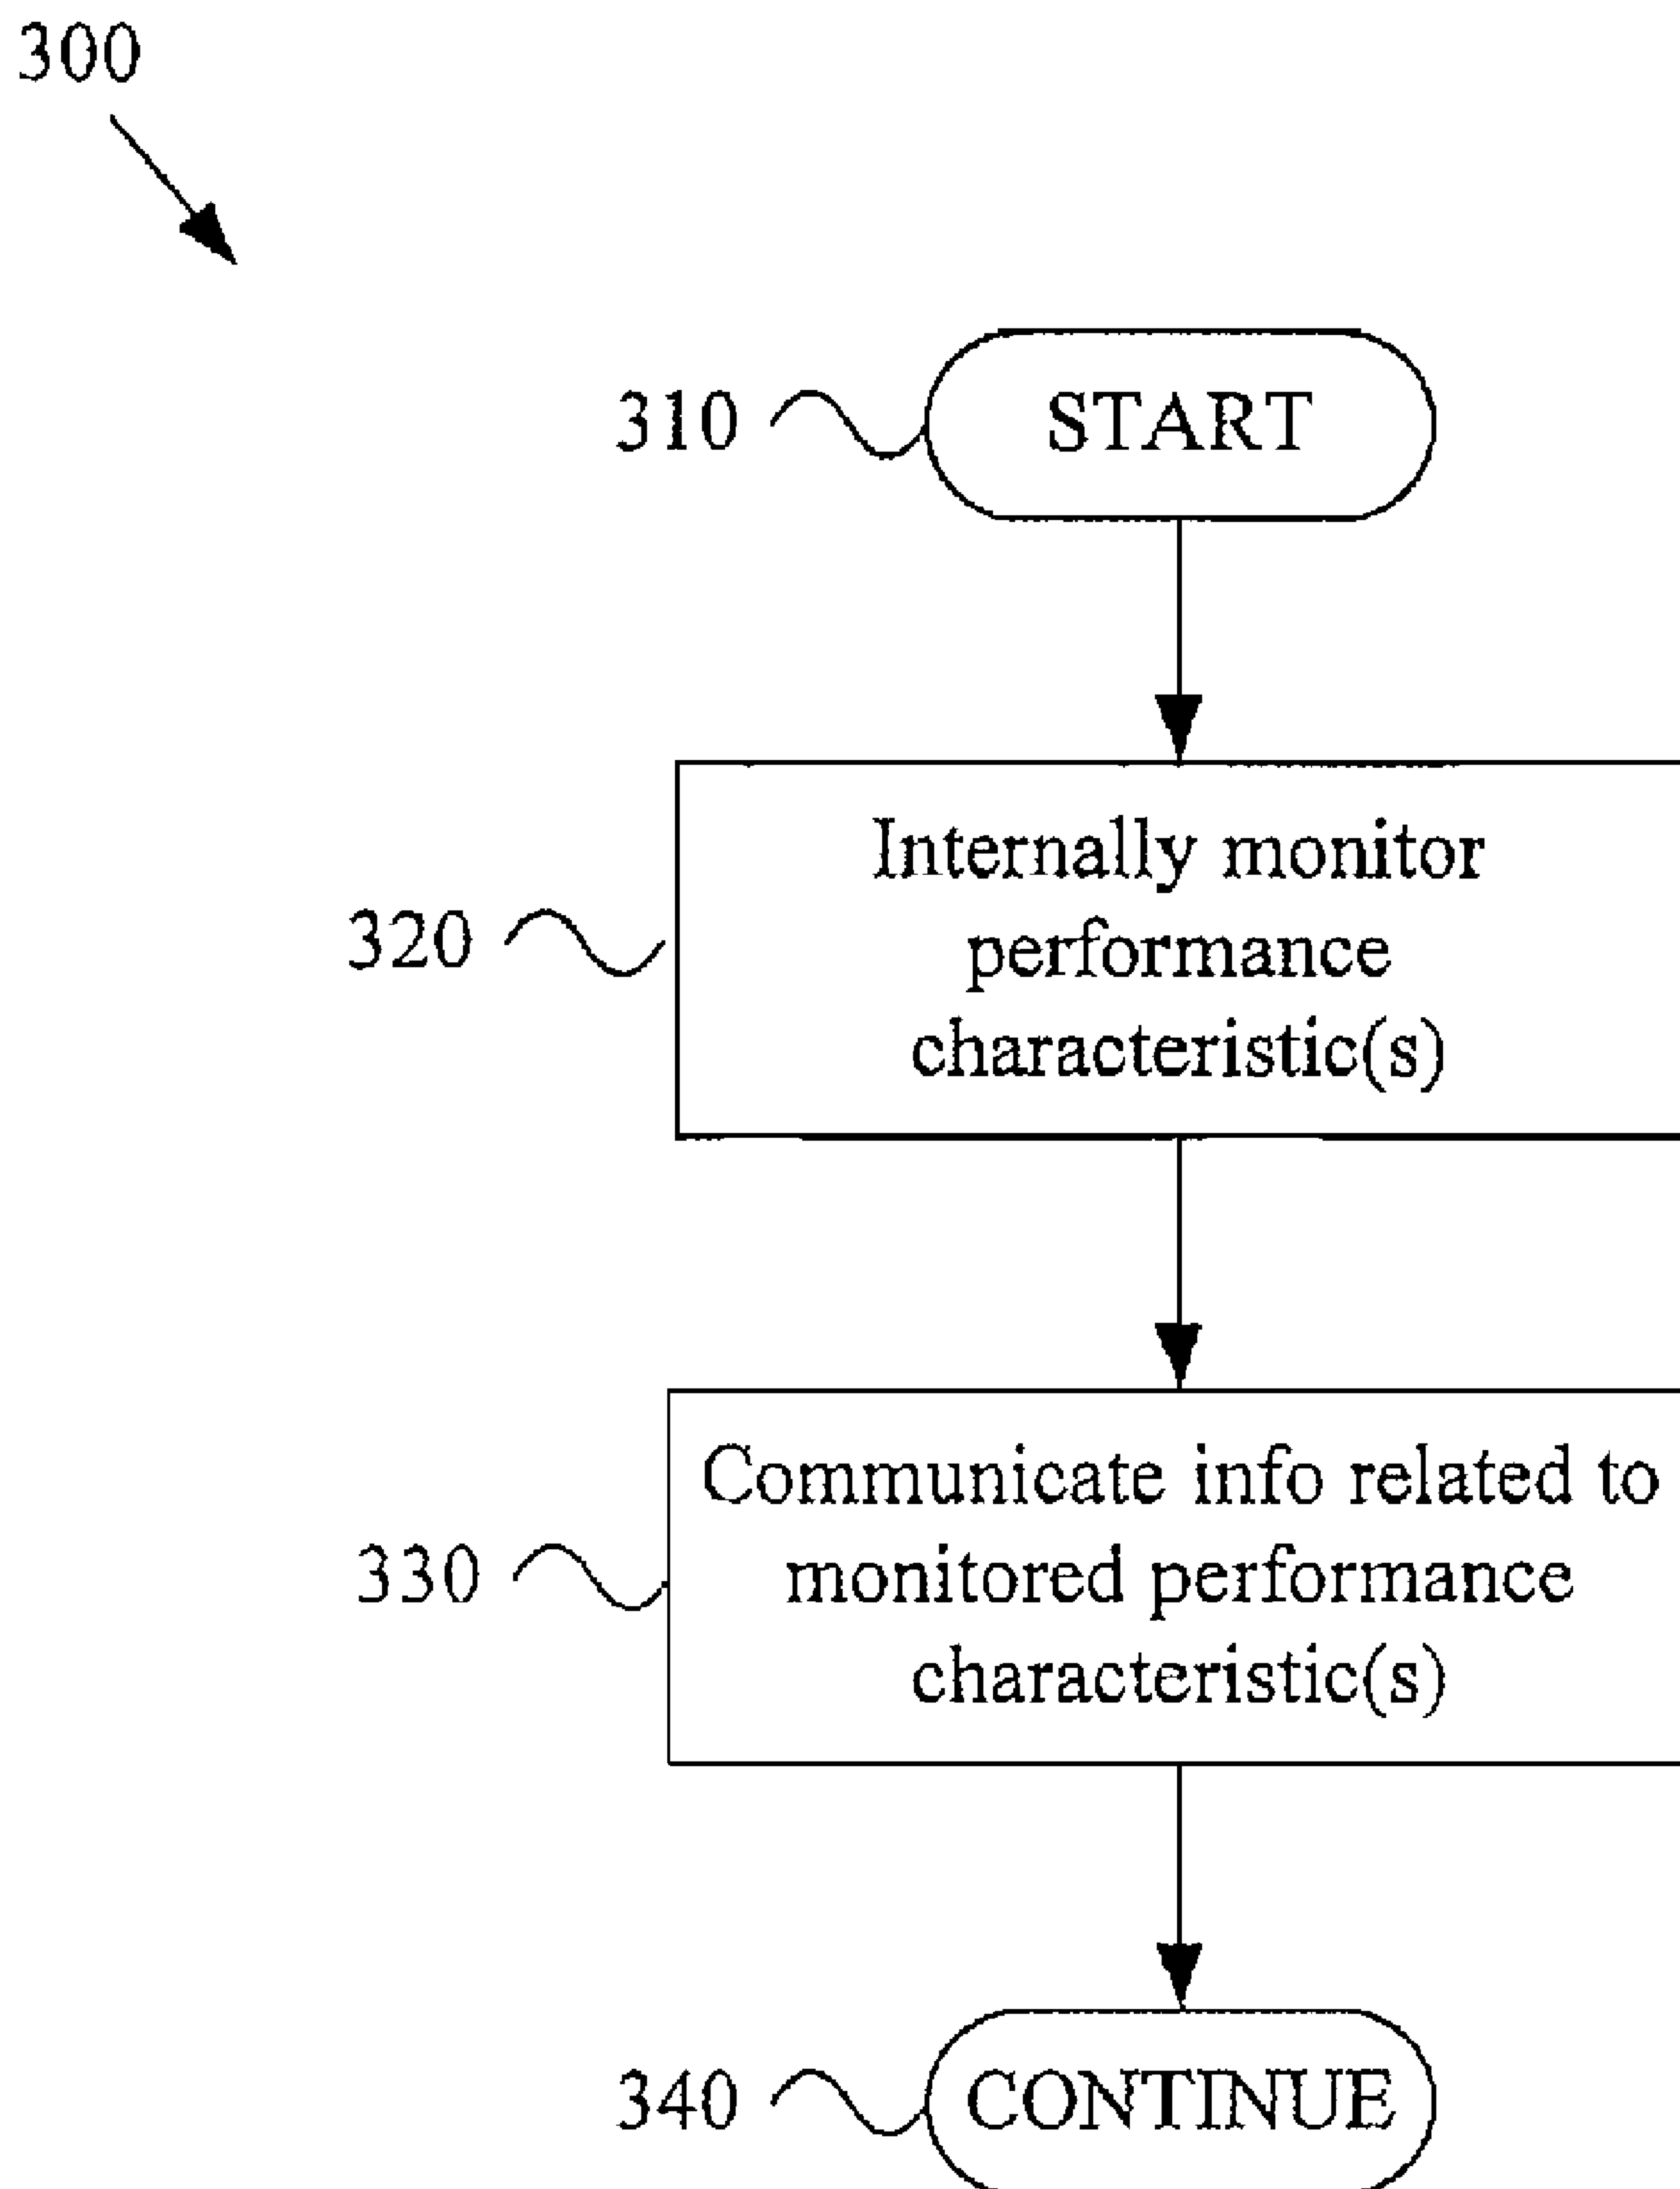 300
310
START
320
Internally monitor
performance
characteristic(s)
330
Communicate info related to
monitored performance
characteristic(s)
340
CONTINUE